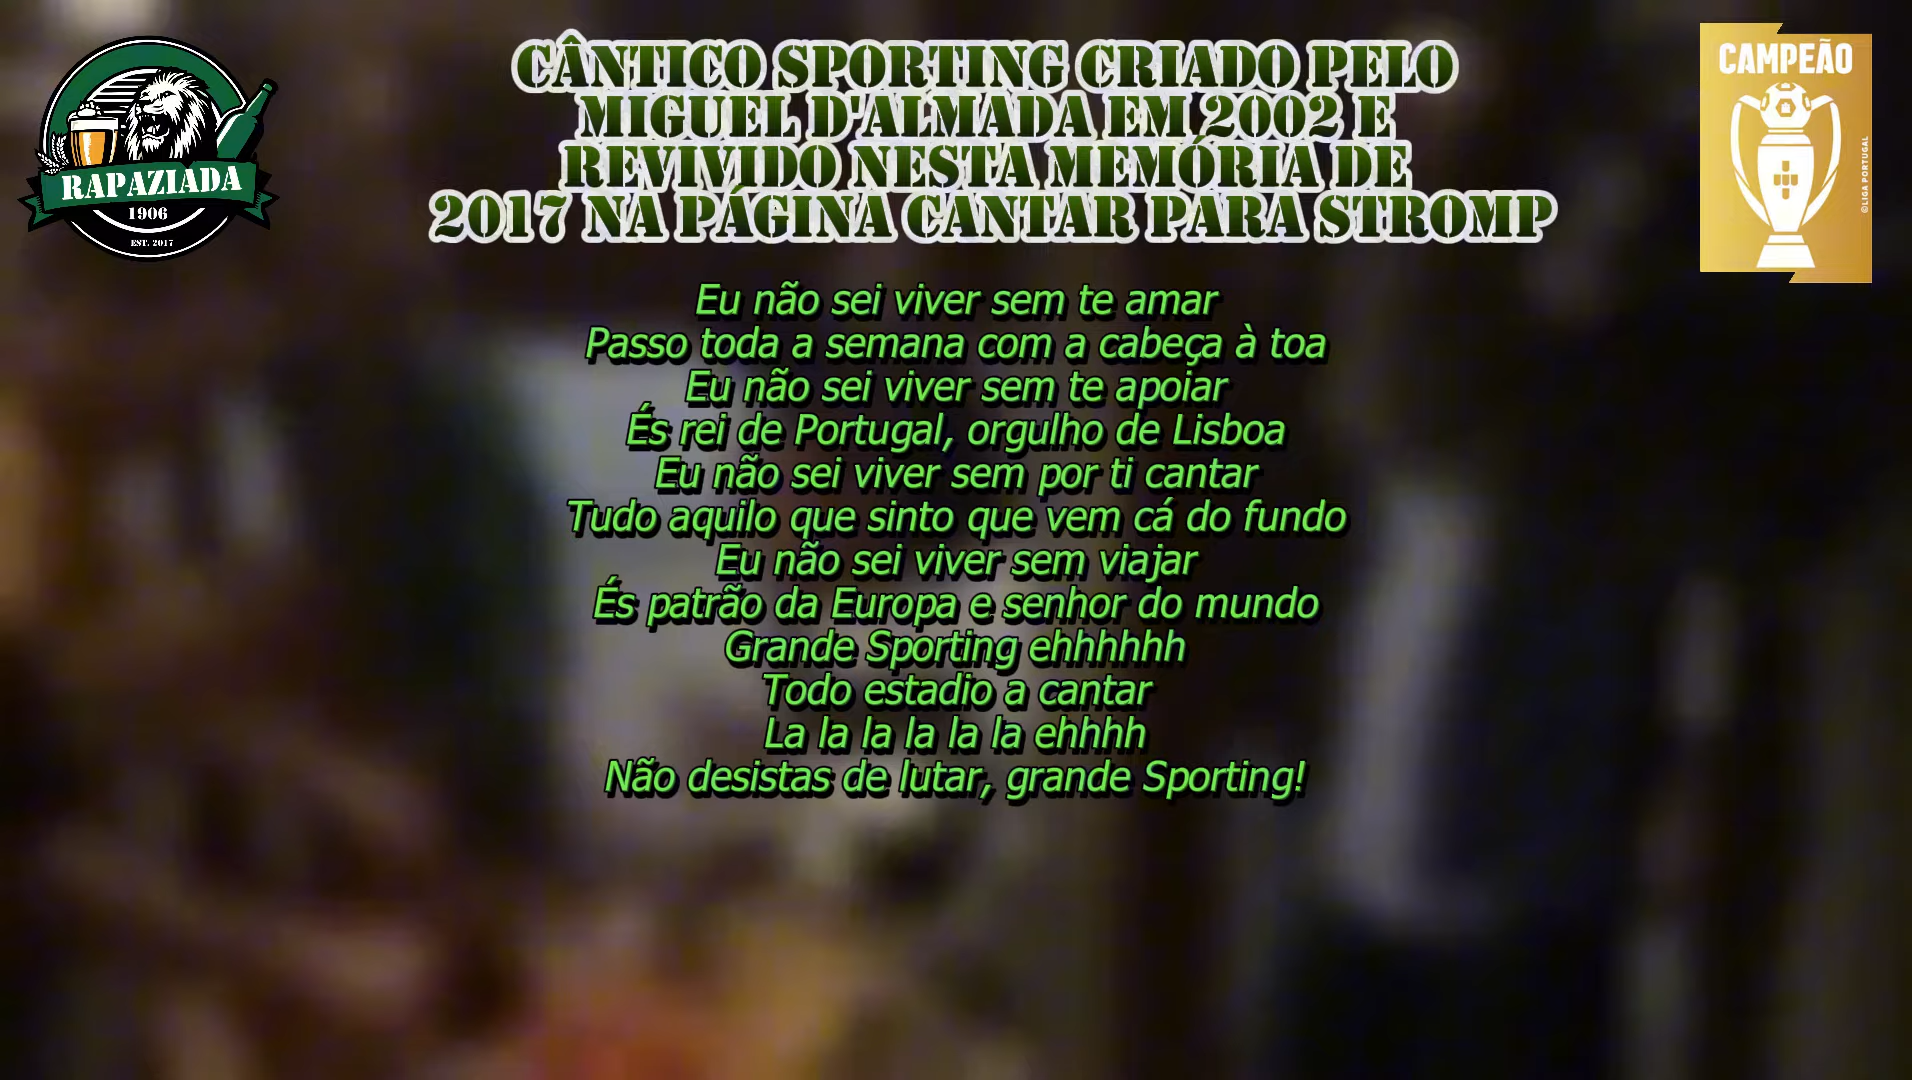 CÂNTICO SPORTING CRIADO PELO
MIGUEL D'ALMADA EM 2002 E
REVIVIDO NESTA MEMÓRIA DE
2017 NA PÁGINA CANTAR PARA STROMP
RAPAZIADA
1906
EST. 2017
CAMPEÃO
©LIGA PORTUGAL
Eu não sei viver sem te amar
Passo toda a semana com a cabeça à toa
Eu não sei viver sem te apoiar
És rei de Portugal, orgulho de Lisboa
Eu não sei viver sem por ti cantar
Tudo aquilo que sinto que vem cá do fundo
Eu não sei viver sem viajar
És patrão da Europa e senhor do mundo
Grande Sporting ehhhhhh
Todo estadio a cantar
La la la la la la ehhhh
Não desistas de lutar, grande Sporting!